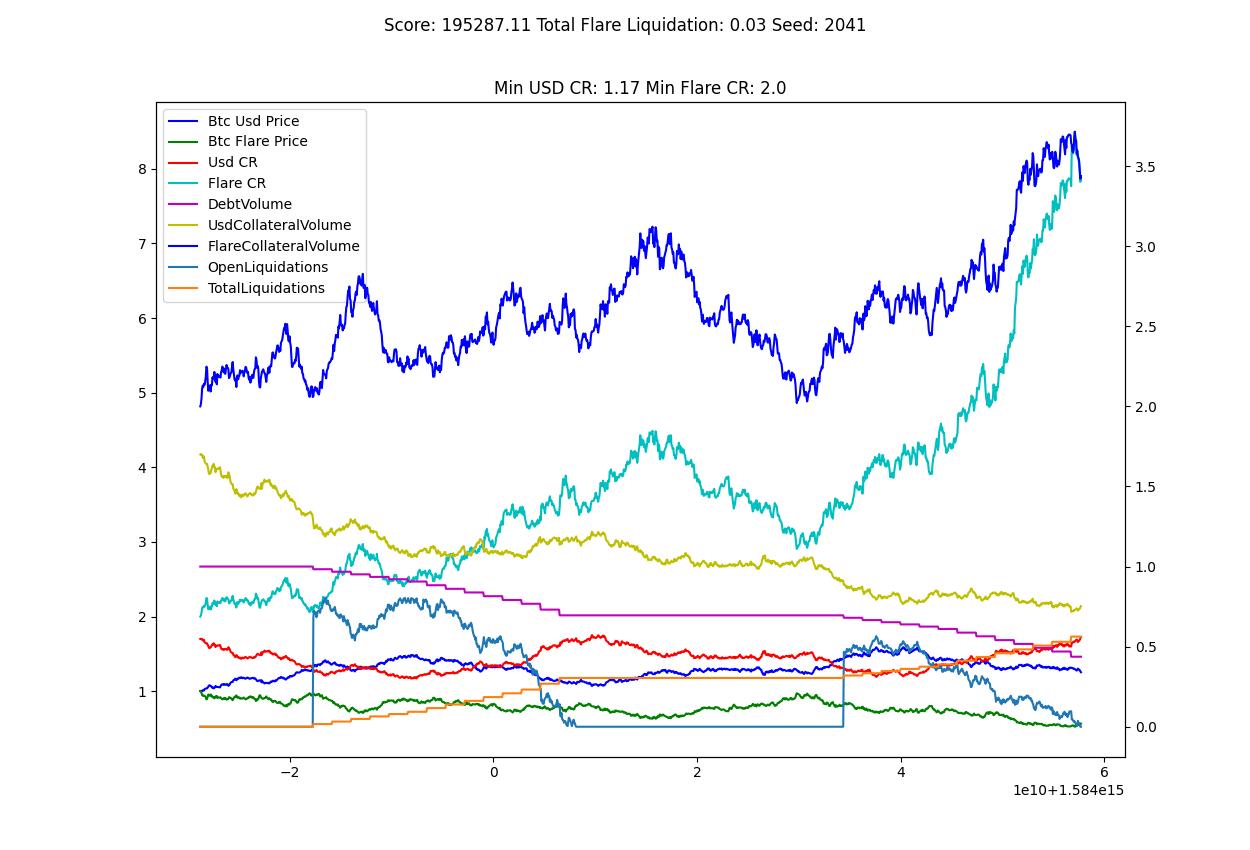 Score: 195287.11 Total Flare Liquidation: 0.03 Seed: 2041
Min USD CR: 1.17 Min Flare CR: 2.0
Btc Usd Price
Btc Flare Price
Usd CR
Flare CR
DebtVolume
UsdCollateralVolume
FlareCollateralVolume
OpenLiquidations
TotalLiquidations
8
7
6
5
4
3
2
1
3.5
3.0
2.5
2.0
1.5
1.0
0.5
0.0
−2 0 2 4 6
1e10+1.584e15